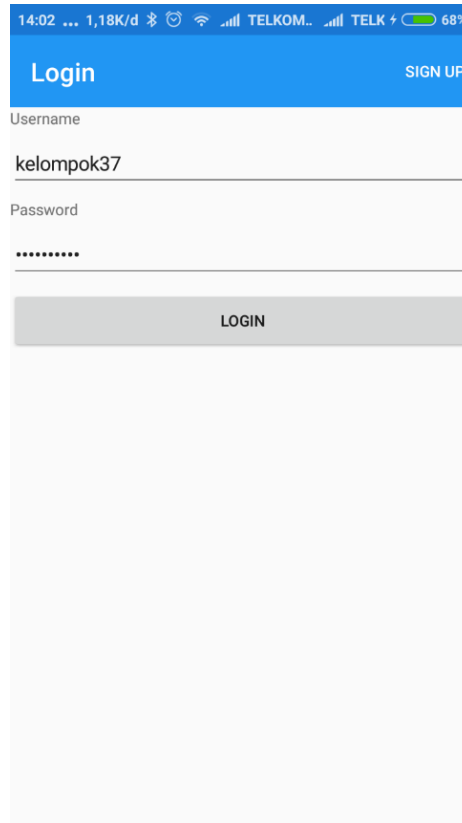 14:02 ... 1,18K/d TELKOM.. TELK 68%
Login SIGN UP
Username
kelompok37
Password
••••••••••
LOGIN